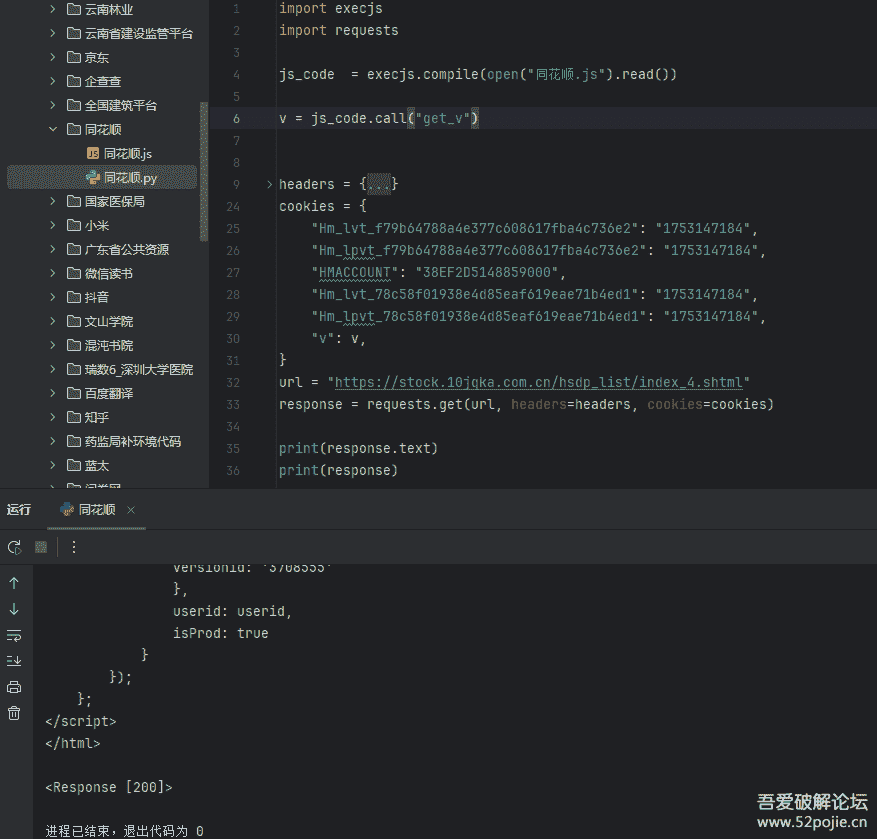 云南林业
云南省建设监管平台
京东
企查查
全国建筑平台
同花顺
JS 同花顺.js
同花顺.py
国家医保局
小米
广东省公共资源
微信读书
抖音
文山学院
混沌书院
瑞数6_深圳大学医院
百度翻译
知乎
药监局补环境代码
蓝太
1 import execjs
2 import requests
3
4 js_code = execjs.compile(open("同花顺.js").read())
5
6 v = js_code.call("get_v")
7
8
9 headers = {...}
24 cookies = {
25 "Hm_lvt_f79b64788a4e377c608617fba4c736e2": "1753147184",
26 "Hm_lpvt_f79b64788a4e377c608617fba4c736e2": "1753147184",
27 "HMACCOUNT": "38EF2D5148859000",
28 "Hm_lvt_78c58f01938e4d85eaf619eae71b4ed1": "1753147184",
29 "Hm_lpvt_78c58f01938e4d85eaf619eae71b4ed1": "1753147184",
30 "v": v,
31 }
32 url = "https://stock.10jqka.com.cn/hsdp_list/index_4.shtml"
33 response = requests.get(url, headers=headers, cookies=cookies)
34
35 print(response.text)
36 print(response)
运行
同花顺
versionid: '3708555'
},
userid: userid,
isProd: true
}
});
};
</script>
</html>
<Response [200]>
进程已结束，退出代码为 0
吾爱破解论坛
www.52pojie.cn